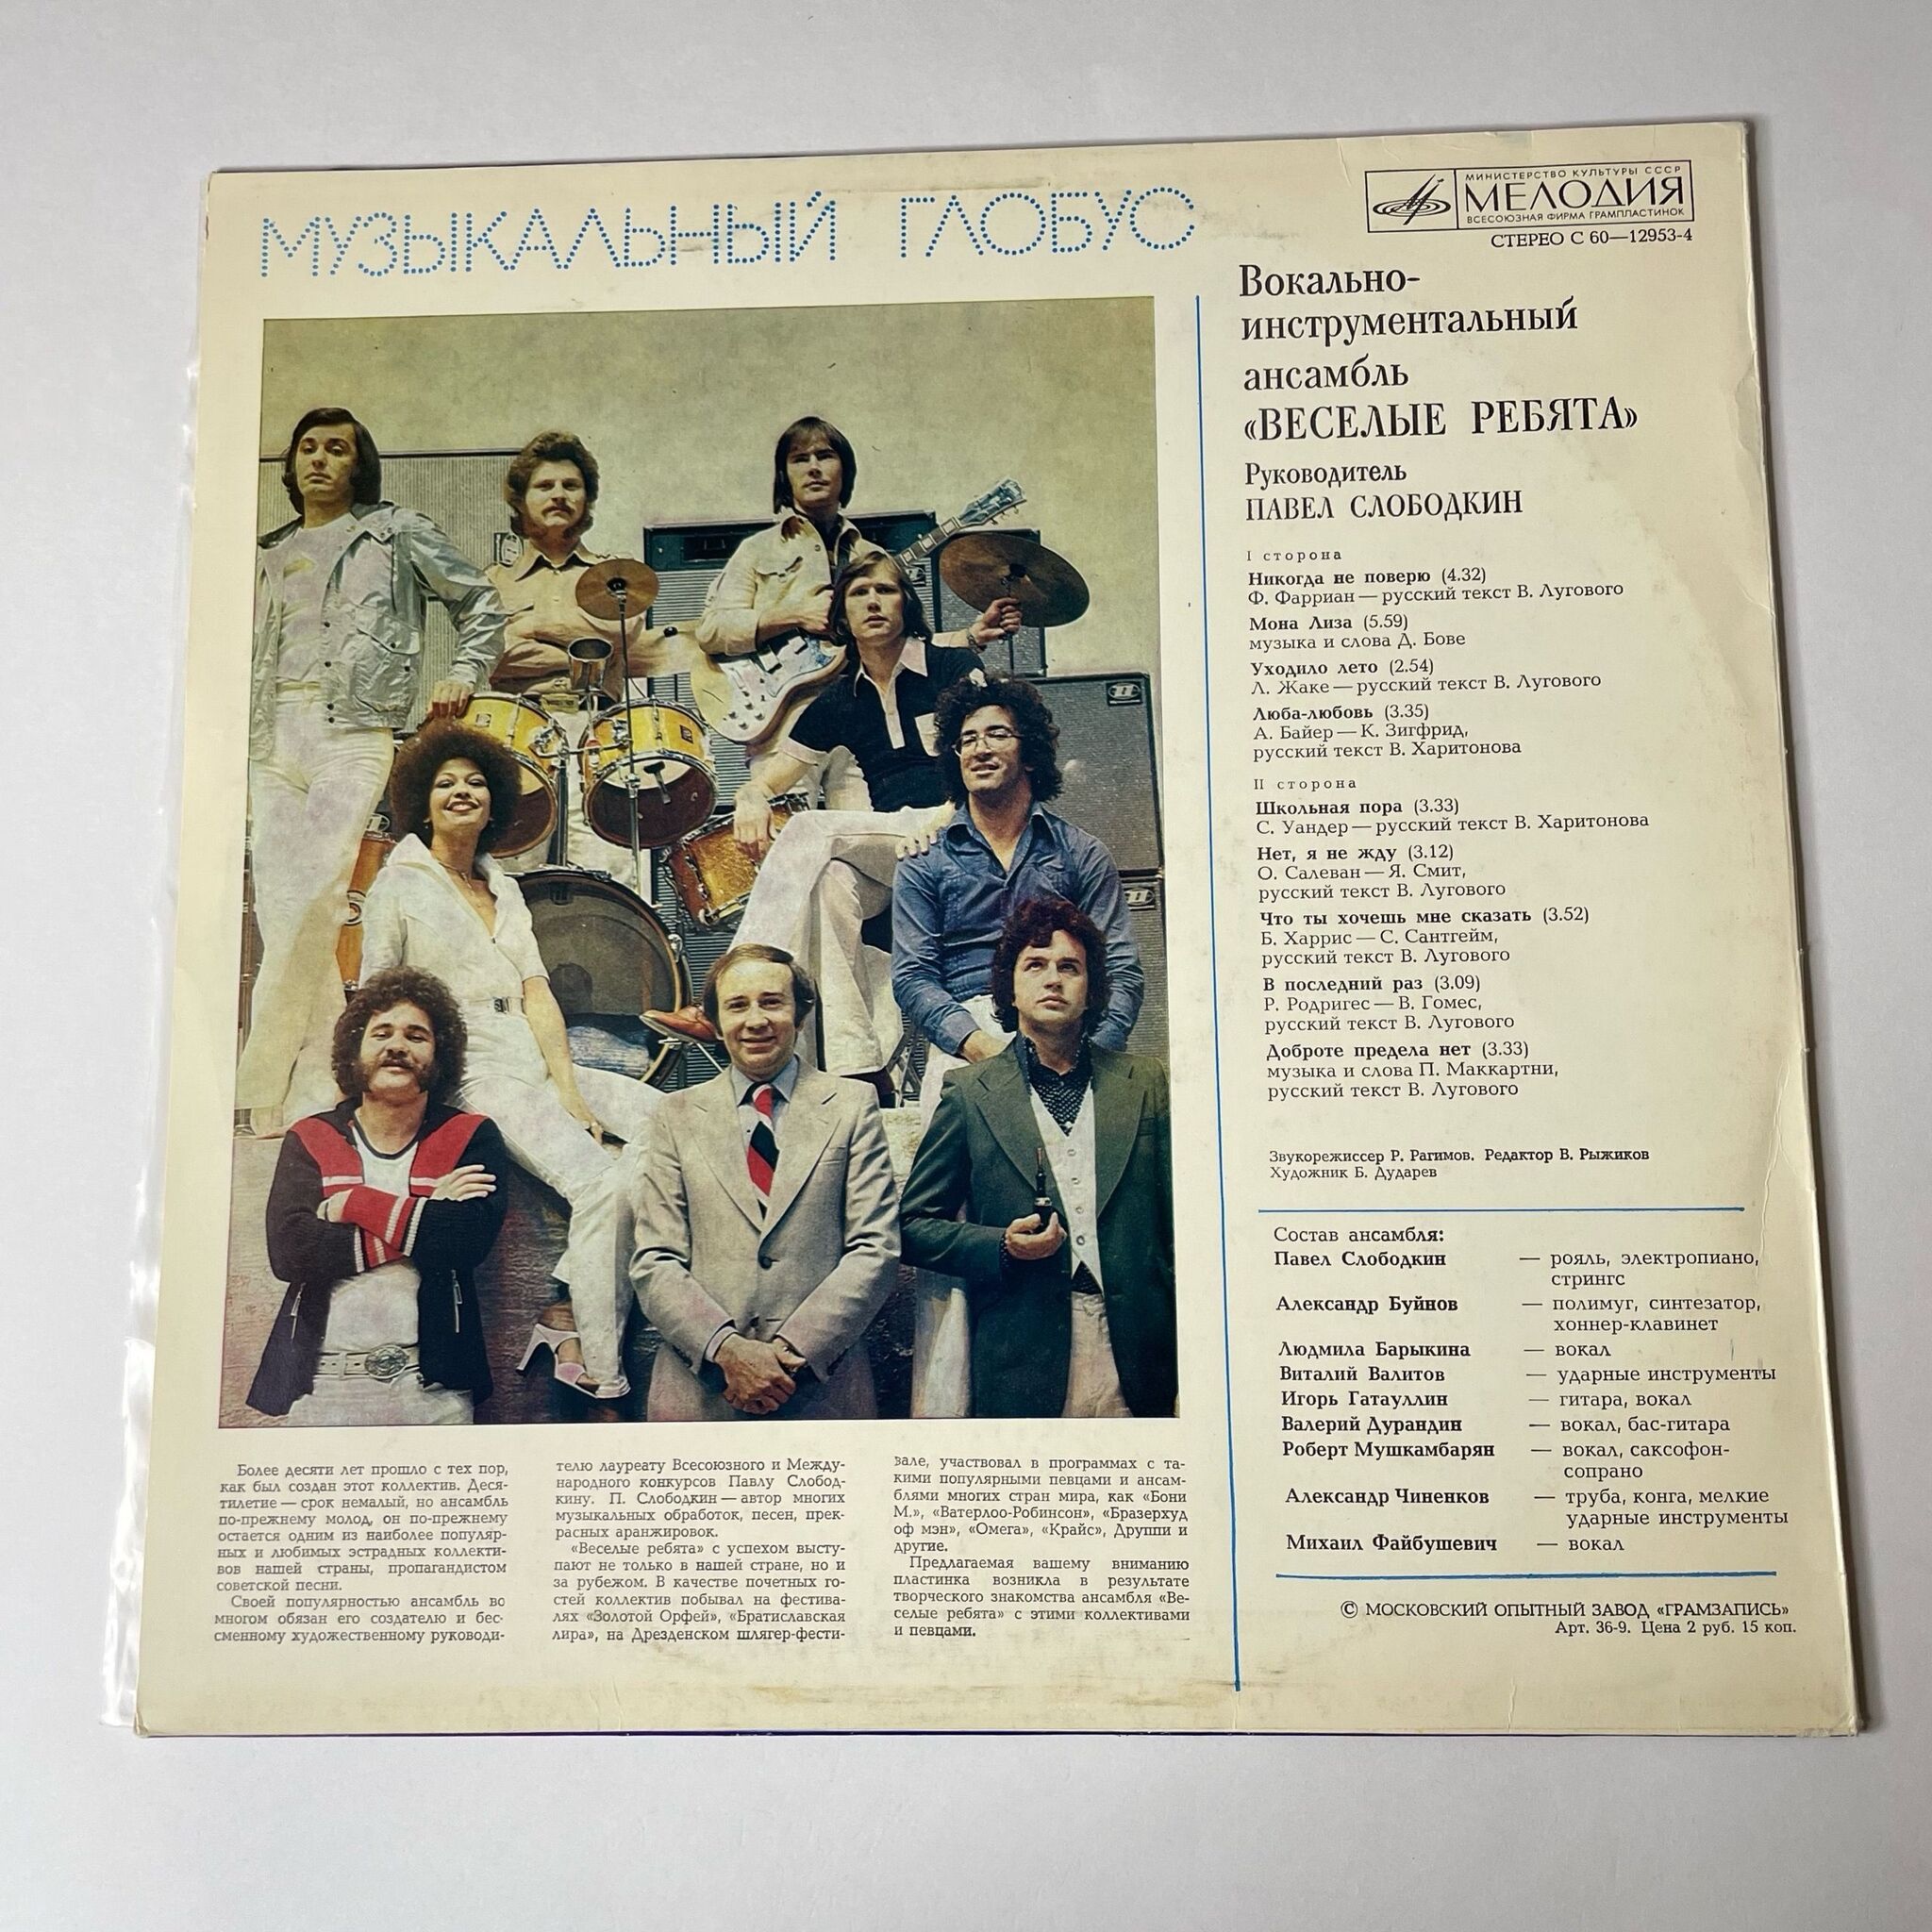 МУЗЫКАЛЬНЫЙ ГЛОБУС
МИНИСТЕРСТВО КУЛЬТУРЫ СССР
МЕЛОДИЯ
ВСЕСОЮЗНАЯ ФИРМА ГРАМПЛАСТИНОК
СТЕРЕО С 60—12953-4
Вокально-
инструментальный
ансамбль
«ВЕСЕЛЫЕ РЕБЯТА»
Руководитель
ПАВЕЛ СЛОБОДКИН
I сторона
Никогда не поверю (4.32)
Ф. Фарриан — русский текст В. Лугового
Мона Лиза (5.59)
музыка и слова Д. Бове
Уходило лето (2.54)
Л. Жаке — русский текст В. Лугового
Люба-любовь (3.35)
А. Байер — К. Зигфрид,
русский текст В. Харитонова
II сторона
Школьная пора (3.33)
С. Уандер — русский текст В. Харитонова
Нет, я не жду (3.12)
О. Салеван — Я. Смит,
русский текст В. Лугового
Что ты хочешь мне сказать (3.52)
Б. Харрис — С. Сантгейм,
русский текст В. Лугового
В последний раз (3.09)
Р. Родригес — В. Гомес,
русский текст В. Лугового
Доброте предела нет (3.33)
музыка и слова П. Маккартни,
русский текст В. Лугового
Звукорежиссер Р. Рагимов. Редактор В. Рыжиков
Художник Б. Дударев
Состав ансамбля:
Павел Слободкин — рояль, электропиано,
стрингс
Александр Буйнов — полимуг, синтезатор,
хоннер-клавинет
Людмила Барыкина — вокал
Виталий Валитов — ударные инструменты
Игорь Гатауллин — гитара, вокал
Валерий Дурандин — вокал, бас-гитара
Роберт Мушкамбарян — вокал, саксофон-
сопрано
Александр Чиненков — труба, конга, мелкие
ударные инструменты
Михаил Файбушевич — вокал
© МОСКОВСКИЙ ОПЫТНЫЙ ЗАВОД «ГРАМЗАПИСЬ»
Арт. 36-9. Цена 2 руб. 15 коп.
Более десяти лет прошло с тех пор,
как был создан этот коллектив. Деся-
тилетие — срок немалый, но ансамбль
по-прежнему молод, он по-прежнему
остается одним из наиболее популяр-
ных и любимых эстрадных коллекти-
вов нашей страны, пропагандистом
советской песни.
Своей популярностью ансамбль во
многом обязан его создателю и бес-
сменному художественному руководи-
телю лауреату Всесоюзного и Между-
народного конкурсов Павлу Слобод-
кину. П. Слободкин — автор многих
музыкальных обработок, песен, прек-
расных аранжировок.
«Веселые ребята» с успехом высту-
пают не только в нашей стране, но и
за рубежом. В качестве почетных го-
стей коллектив побывал на фестива-
лях «Золотой Орфей», «Братиславская
лира», на Дрезденском шлягер-фести-
вале, участвовал в программах с та-
кими популярными певцами и ансам-
блями многих стран мира, как «Бони
М.», «Ватерлоо-Робинсон», «Бразерхуд
оф мэн», «Омега», «Крайс», Друппи и
другие.
Предлагаемая вашему вниманию
пластинка возникла в результате
творческого знакомства ансамбля «Ве-
селые ребята» с этими коллективами
и певцами.